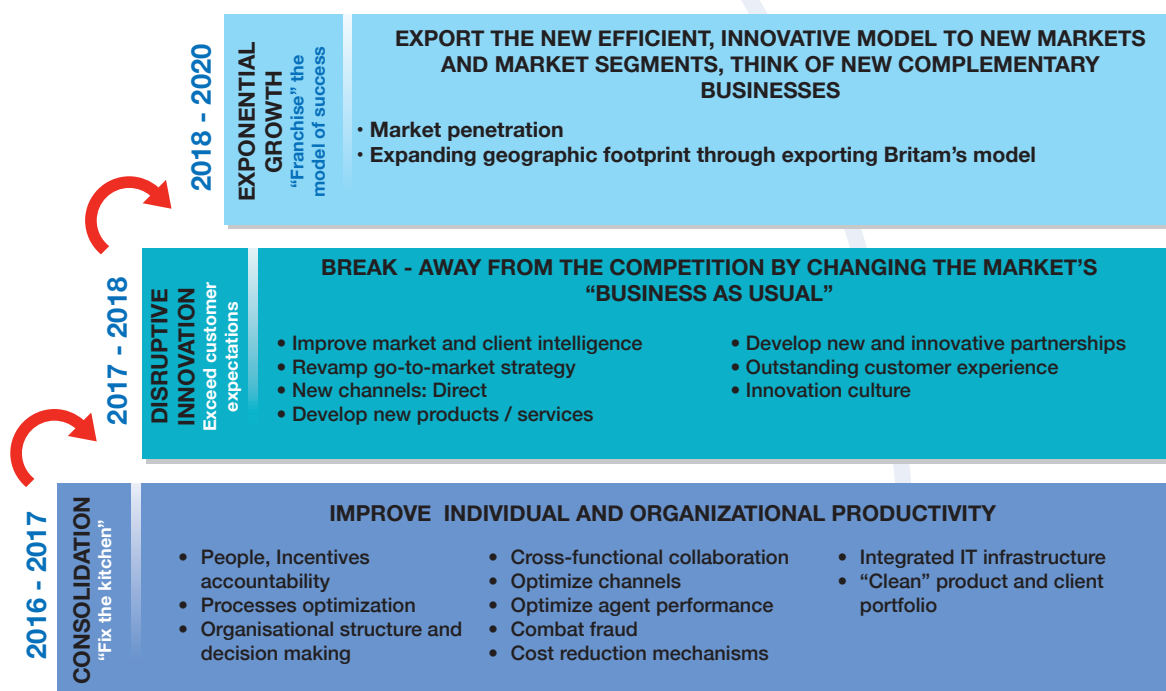 2018 - 2020
EXPONENTIAL
GROWTH
“Franchise” the
model of success
EXPORT THE NEW EFFICIENT, INNOVATIVE MODEL TO NEW MARKETS
AND MARKET SEGMENTS, THINK OF NEW COMPLEMENTARY
BUSINESSES
• Market penetration
• Expanding geographic footprint through exporting Britam’s model
2017 - 2018
DISRUPTIVE
INNOVATION
Exceed customer
expectations
BREAK - AWAY FROM THE COMPETITION BY CHANGING THE MARKET’S
“BUSINESS AS USUAL”
• Improve market and client intelligence
• Revamp go-to-market strategy
• New channels: Direct
• Develop new products / services
• Develop new and innovative partnerships
• Outstanding customer experience
• Innovation culture
2016 - 2017
CONSOLIDATION
“Fix the kitchen”
IMPROVE INDIVIDUAL AND ORGANIZATIONAL PRODUCTIVITY
• People, Incentives
accountability
• Processes optimization
• Organisational structure and
decision making
• Cross-functional collaboration
• Optimize channels
• Optimize agent performance
• Combat fraud
• Cost reduction mechanisms
• Integrated IT infrastructure
• “Clean” product and client
portfolio